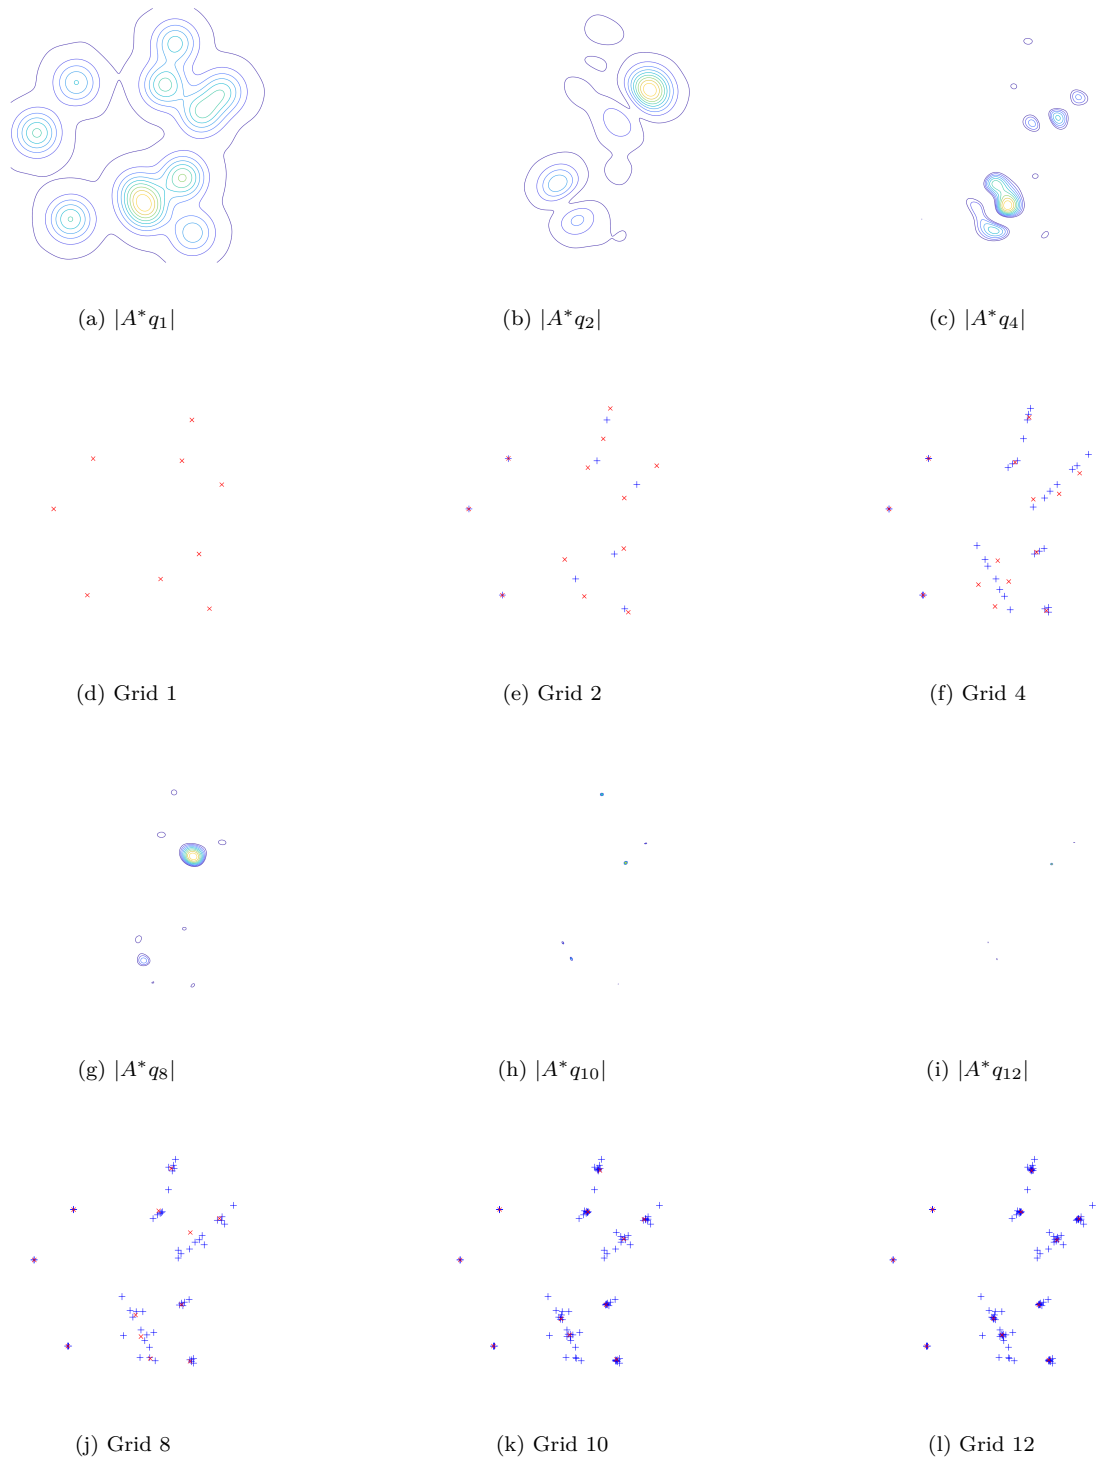 (a) |A*q1|
(b) |A*q2|
(c) |A*q4|
(d) Grid 1
(e) Grid 2
(f) Grid 4
(g) |A*q8|
(h) |A*q10|
(i) |A*q12|
(j) Grid 8
(k) Grid 10
(l) Grid 12